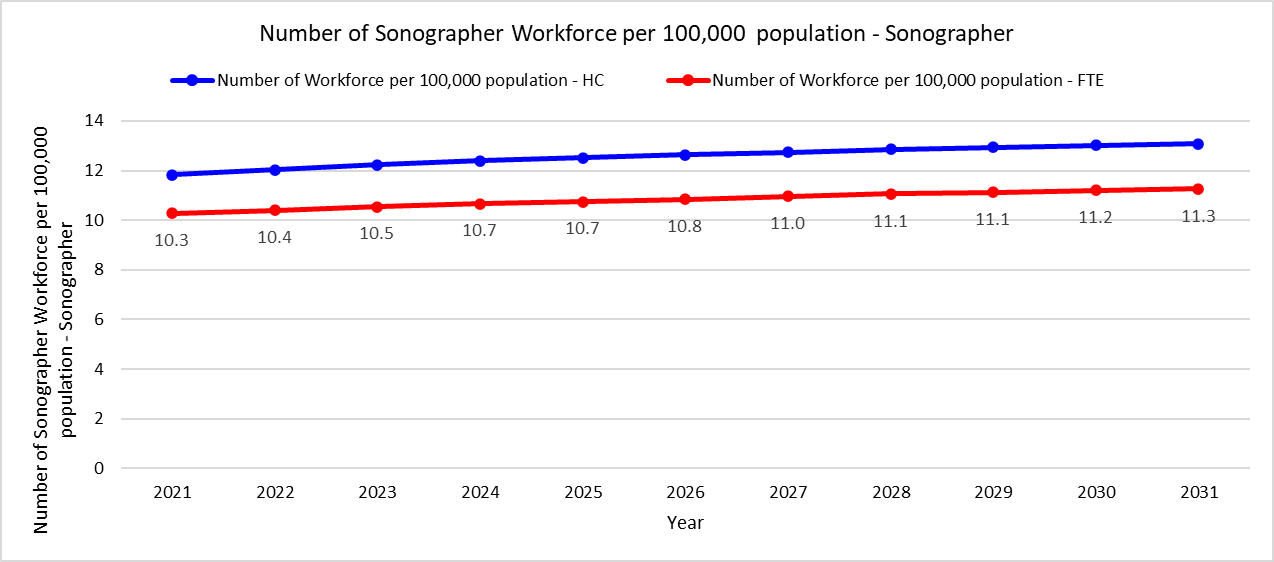 Number of Sonographer Workforce per 100,000  population - Sonographer
Number of Workforce per 100,000 population - HC
Number of Workforce per 100,000 population - FTE
Number of Sonographer Workforce per 100,000
population - Sonographer
14
12
10
8
6
4
2
0
10.3 10.4 10.5 10.7 10.7 10.8 11.0 11.1 11.1 11.2 11.3
2021 2022 2023 2024 2025 2026 2027 2028 2029 2030 2031
Year